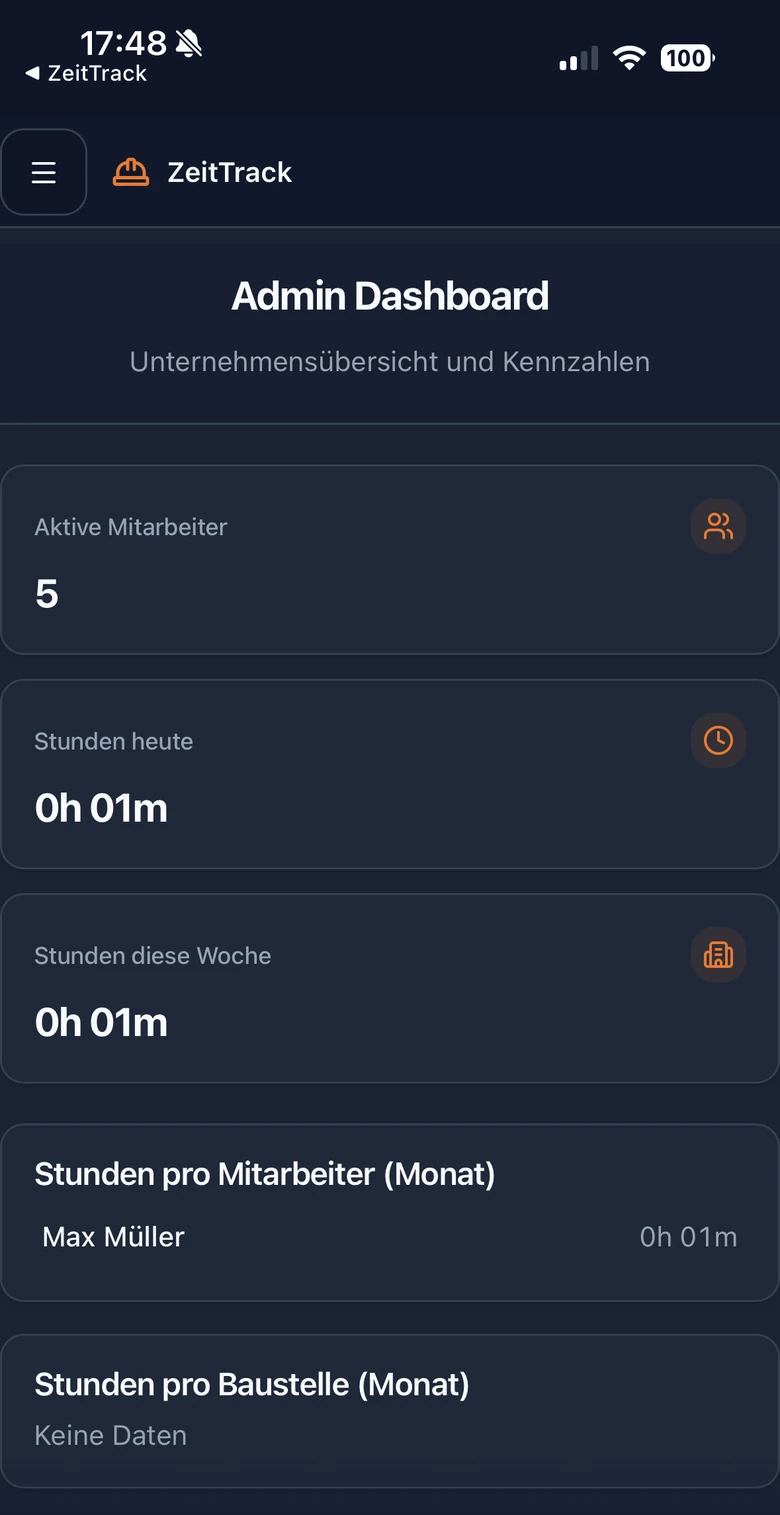 17:48
◀ ZeitTrack
100
ZeitTrack
Admin Dashboard
Unternehmensübersicht und Kennzahlen
Aktive Mitarbeiter
5
Stunden heute
0h 01m
Stunden diese Woche
0h 01m
Stunden pro Mitarbeiter (Monat)
Max Müller 0h 01m
Stunden pro Baustelle (Monat)
Keine Daten